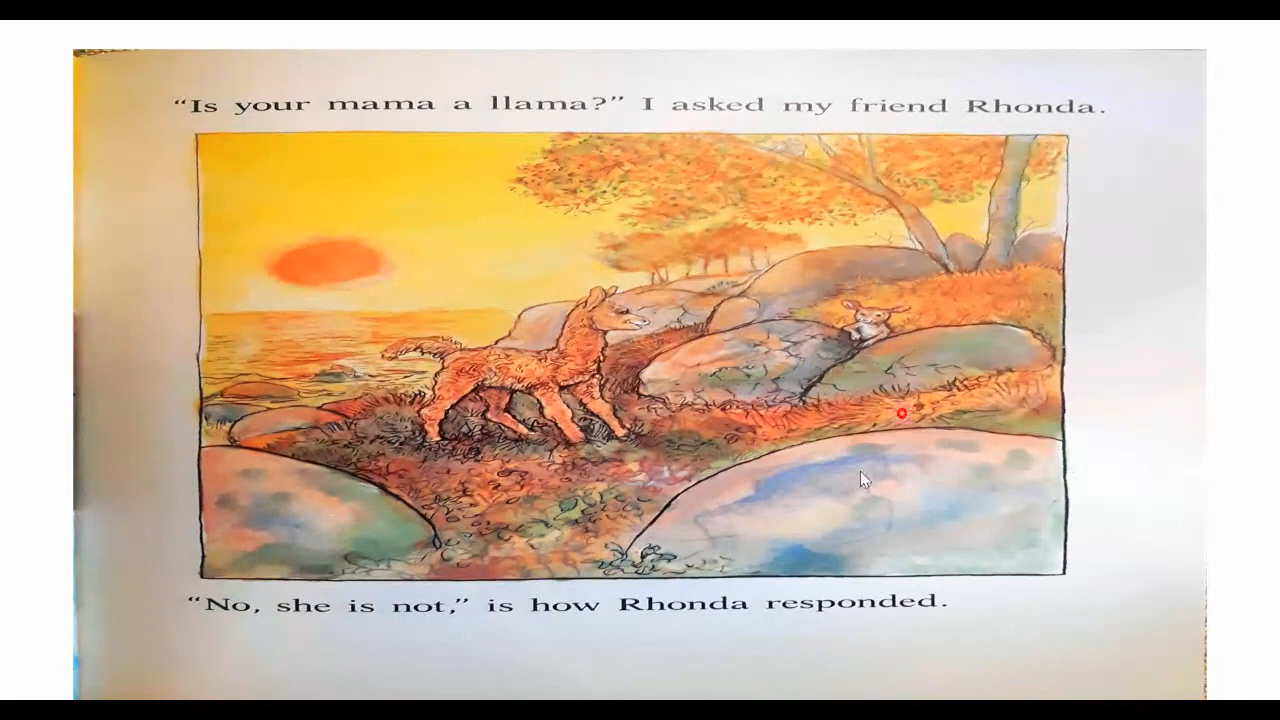 “Is your mama a llama?” I asked my friend Rhonda.
“No, she is not,” is how Rhonda responded.